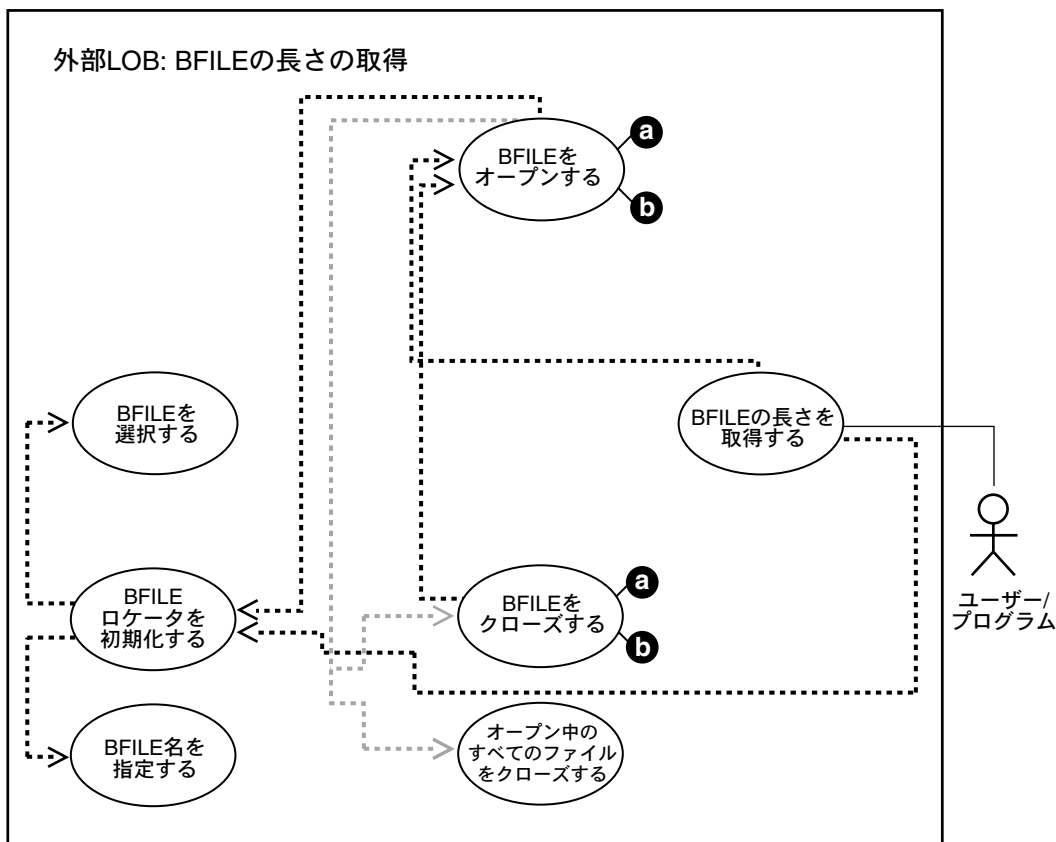 外部LOB: BFILEの長さの取得
BFILEを
オープンする
a
b
BFILEを
選択する
BFILEの長さを
取得する
BFILE
ロケータを
初期化する
BFILEを
クローズする
a
b
ユーザー/
プログラム
BFILE名を
指定する
オープン中の
すべてのファイル
をクローズする